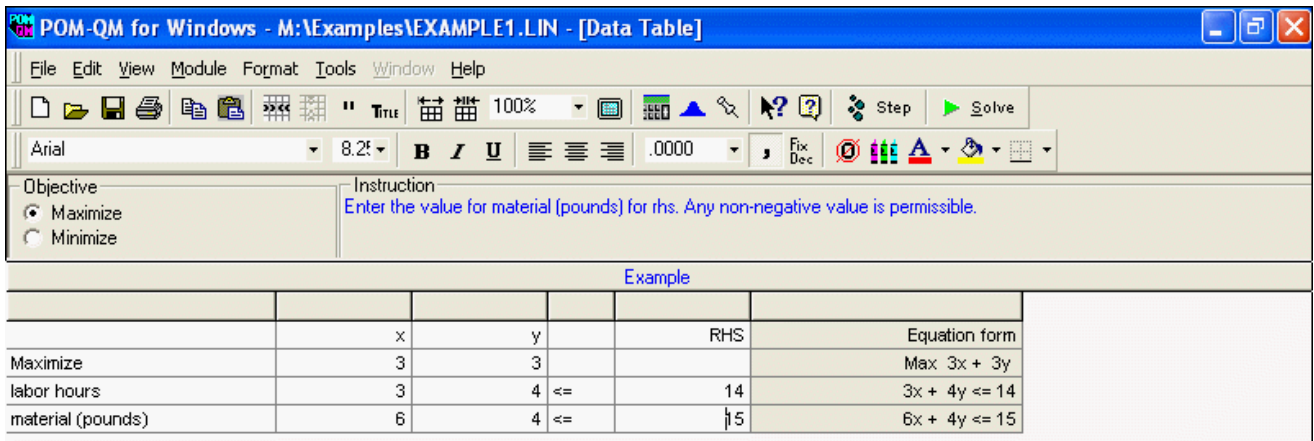 POM-QM for Windows - M:\Examples\EXAMPLE1.LIN - [Data Table]
File Edit View Module Format Tools Window Help
" TITLE 100% Step Solve
Arial 8.2 B I U .0000 , Fix Dec A
Objective Instruction
Maximize Enter the value for material (pounds) for rhs. Any non-negative value is permissible.
Minimize
Example
x y RHS Equation form
Maximize 3 3 Max 3x + 3y
labor hours 3 4 <= 14 3x + 4y <= 14
material (pounds) 6 4 <= 15 6x + 4y <= 15